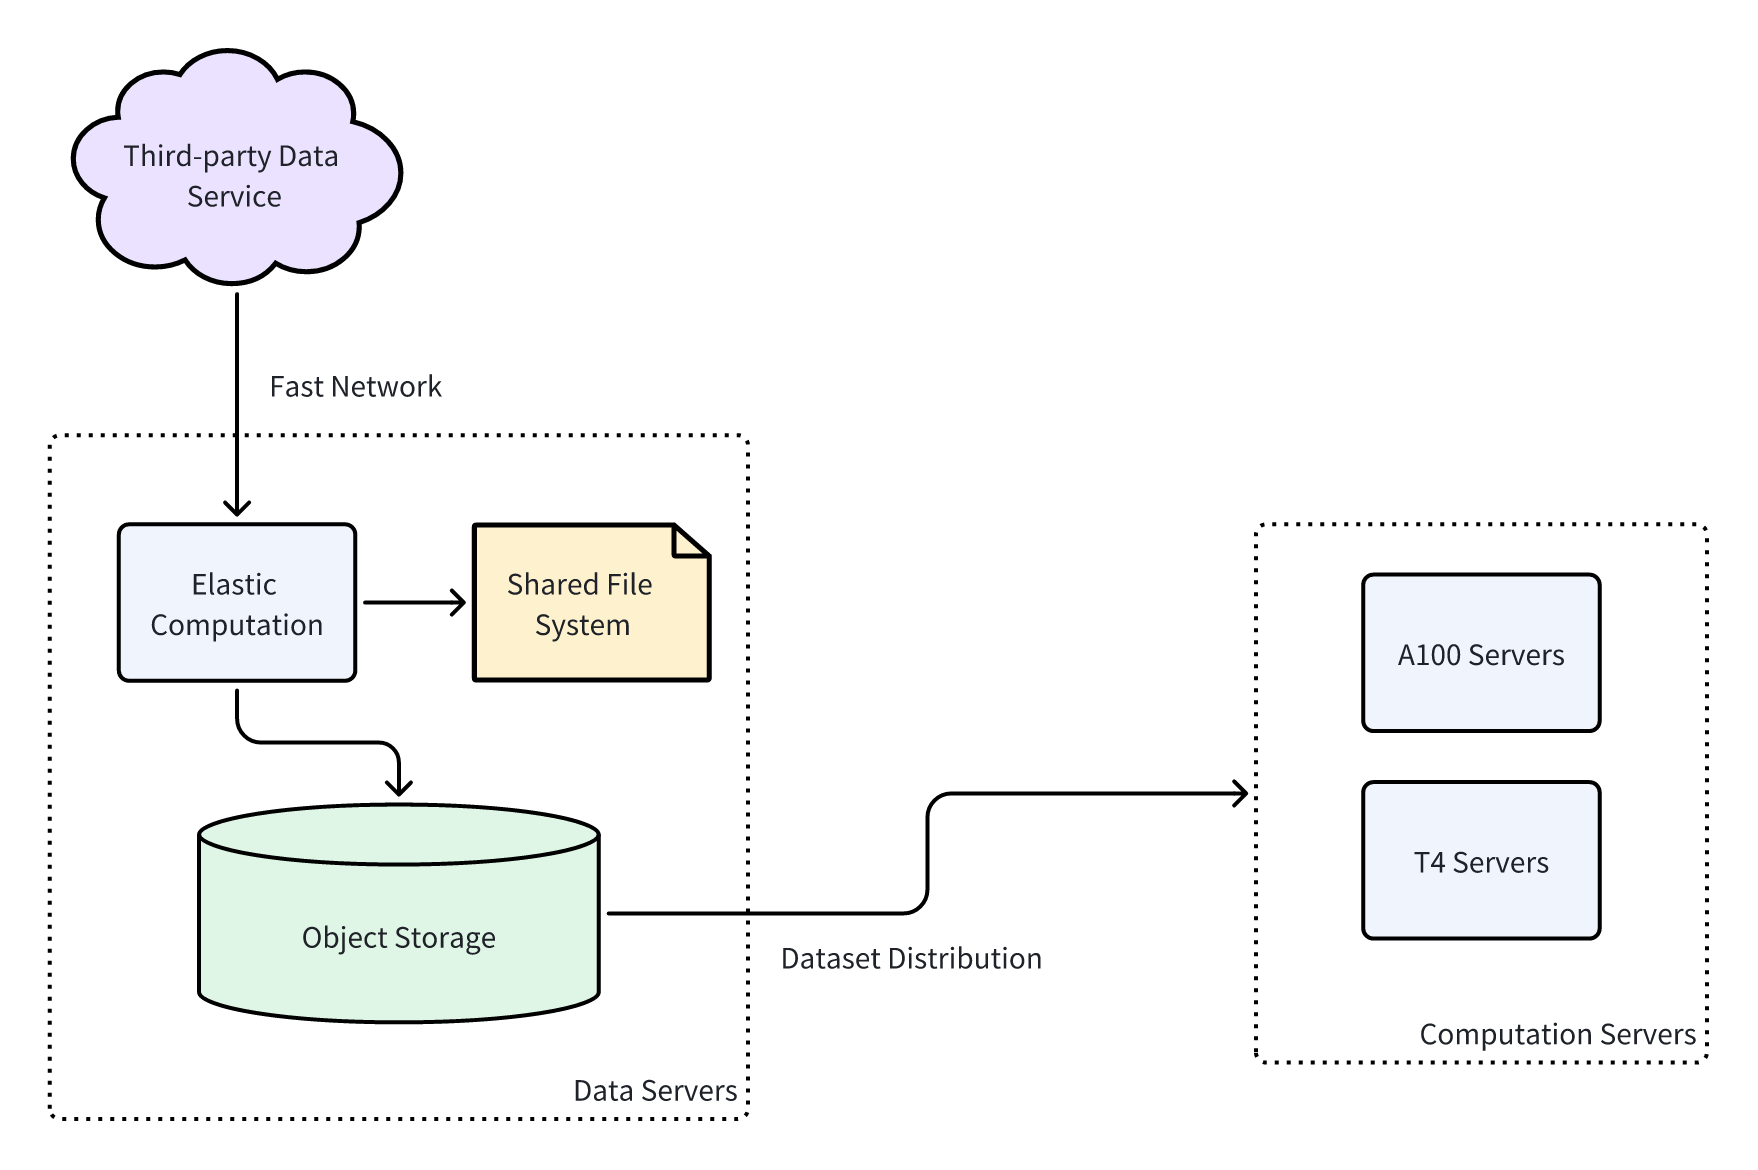 Third-party Data
Service
Fast Network
Elastic
Computation
Shared File
System
A100 Servers
T4 Servers
Object Storage
Dataset Distribution
Computation Servers
Data Servers